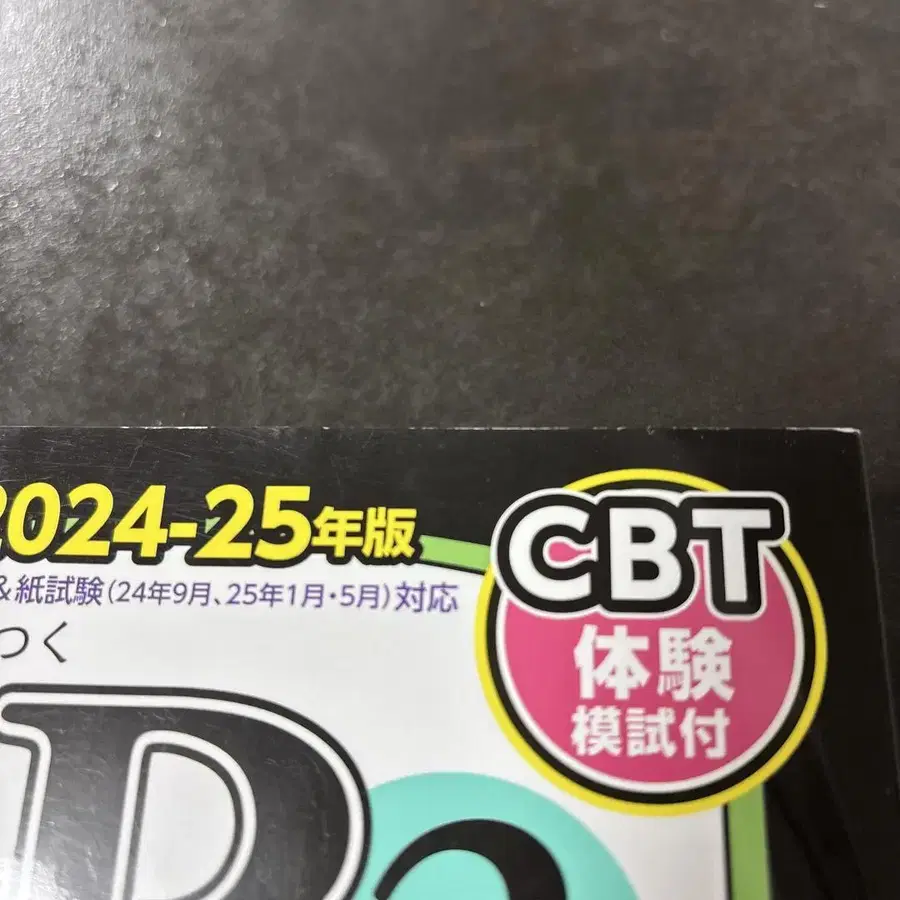 2024-25年版
&紙試験(24年9月、25年1月・5月)対応
つく
P
CBT
体験
模試付